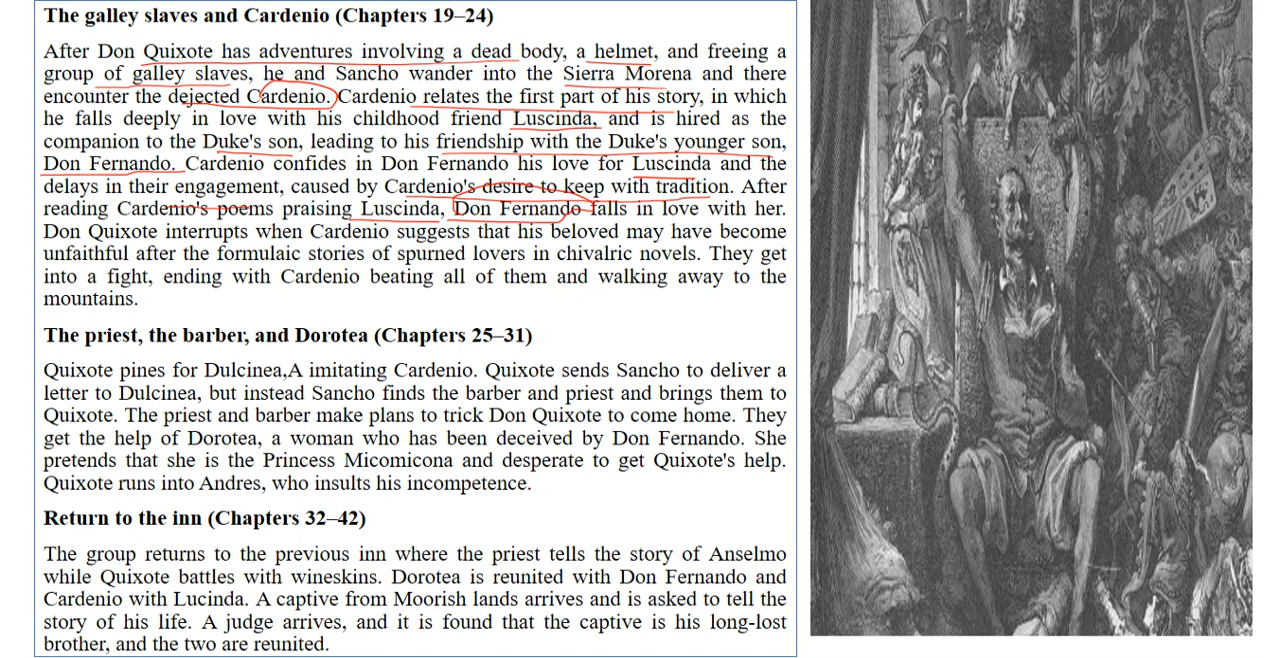 The galley slaves and Cardenio (Chapters 19–24)
After Don Quixote has adventures involving a dead body, a helmet, and freeing a
group of galley slaves, he and Sancho wander into the Sierra Morena and there
encounter the dejected Cardenio. Cardenio relates the first part of his story, in which
he falls deeply in love with his childhood friend Luscinda, and is hired as the
companion to the Duke's son, leading to his friendship with the Duke's younger son,
Don Fernando. Cardenio confides in Don Fernando his love for Luscinda and the
delays in their engagement, caused by Cardenio's desire to keep with tradition. After
reading Cardenio's poems praising Luscinda, Don Fernando falls in love with her.
Don Quixote interrupts when Cardenio suggests that his beloved may have become
unfaithful after the formulaic stories of spurned lovers in chivalric novels. They get
into a fight, ending with Cardenio beating all of them and walking away to the
mountains.
The priest, the barber, and Dorotea (Chapters 25–31)
Quixote pines for Dulcinea,A imitating Cardenio. Quixote sends Sancho to deliver a
letter to Dulcinea, but instead Sancho finds the barber and priest and brings them to
Quixote. The priest and barber make plans to trick Don Quixote to come home. They
get the help of Dorotea, a woman who has been deceived by Don Fernando. She
pretends that she is the Princess Micomicona and desperate to get Quixote's help.
Quixote runs into Andres, who insults his incompetence.
Return to the inn (Chapters 32–42)
The group returns to the previous inn where the priest tells the story of Anselmo
while Quixote battles with wineskins. Dorotea is reunited with Don Fernando and
Cardenio with Lucinda. A captive from Moorish lands arrives and is asked to tell the
story of his life. A judge arrives, and it is found that the captive is his long-lost
brother, and the two are reunited.